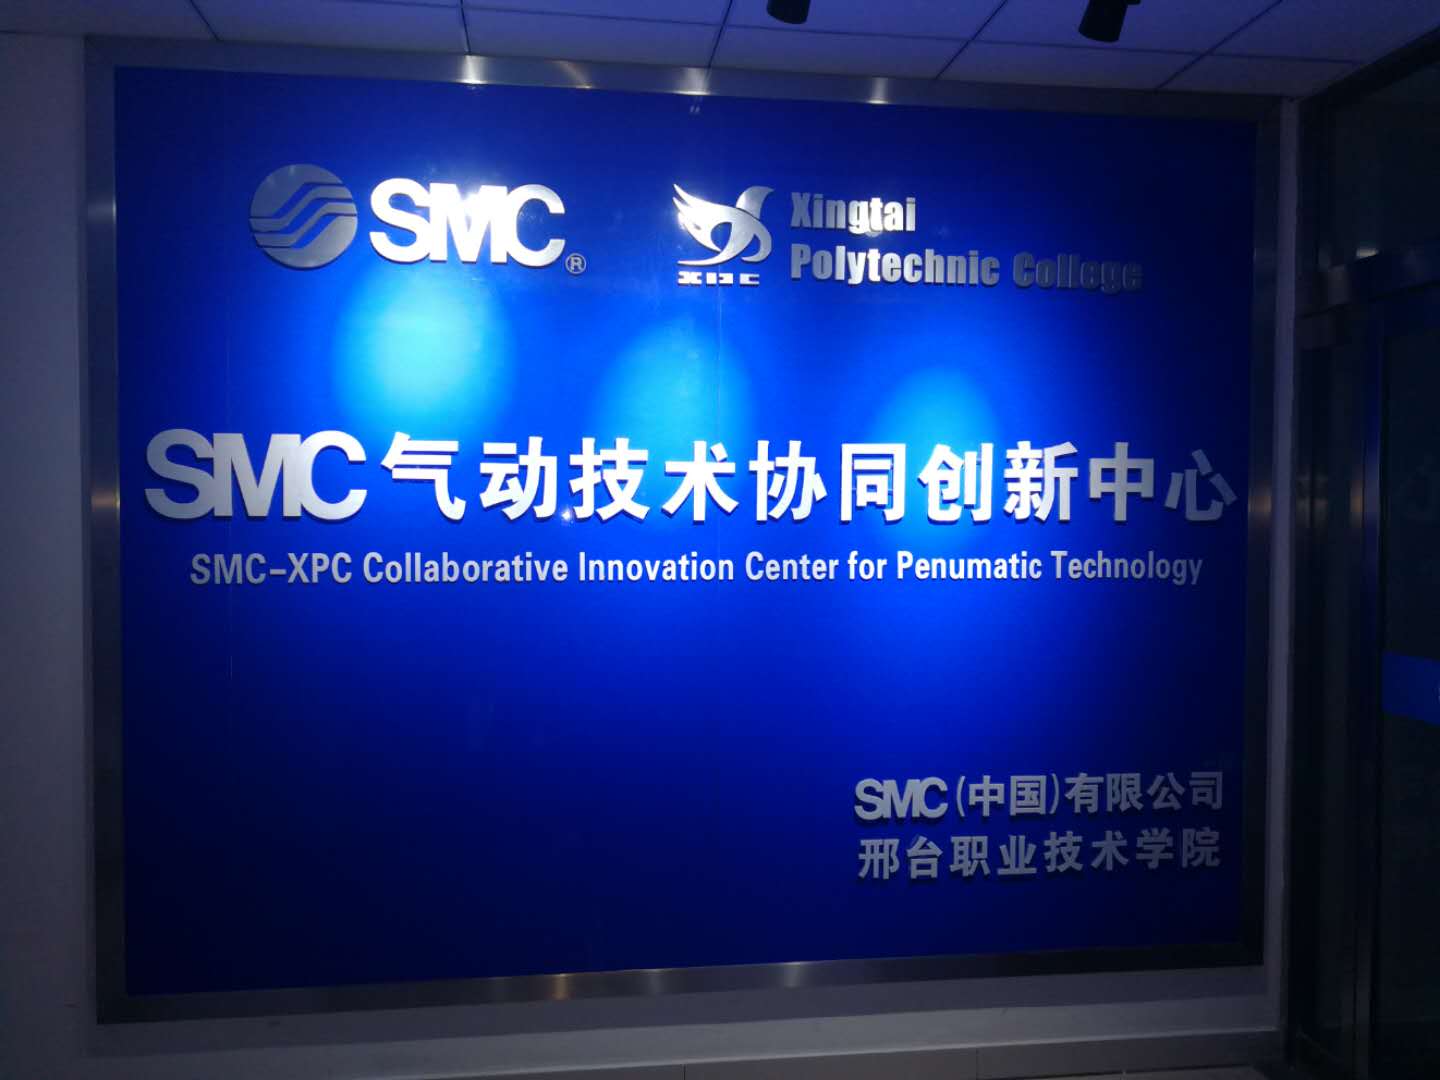 SMC®
XPC
Xingtai
Polytechnic College
SMC气动技术协同创新中心
SMC-XPC Collaborative Innovation Center for Penumatic Technology
SMC(中国)有限公司
邢台职业技术学院